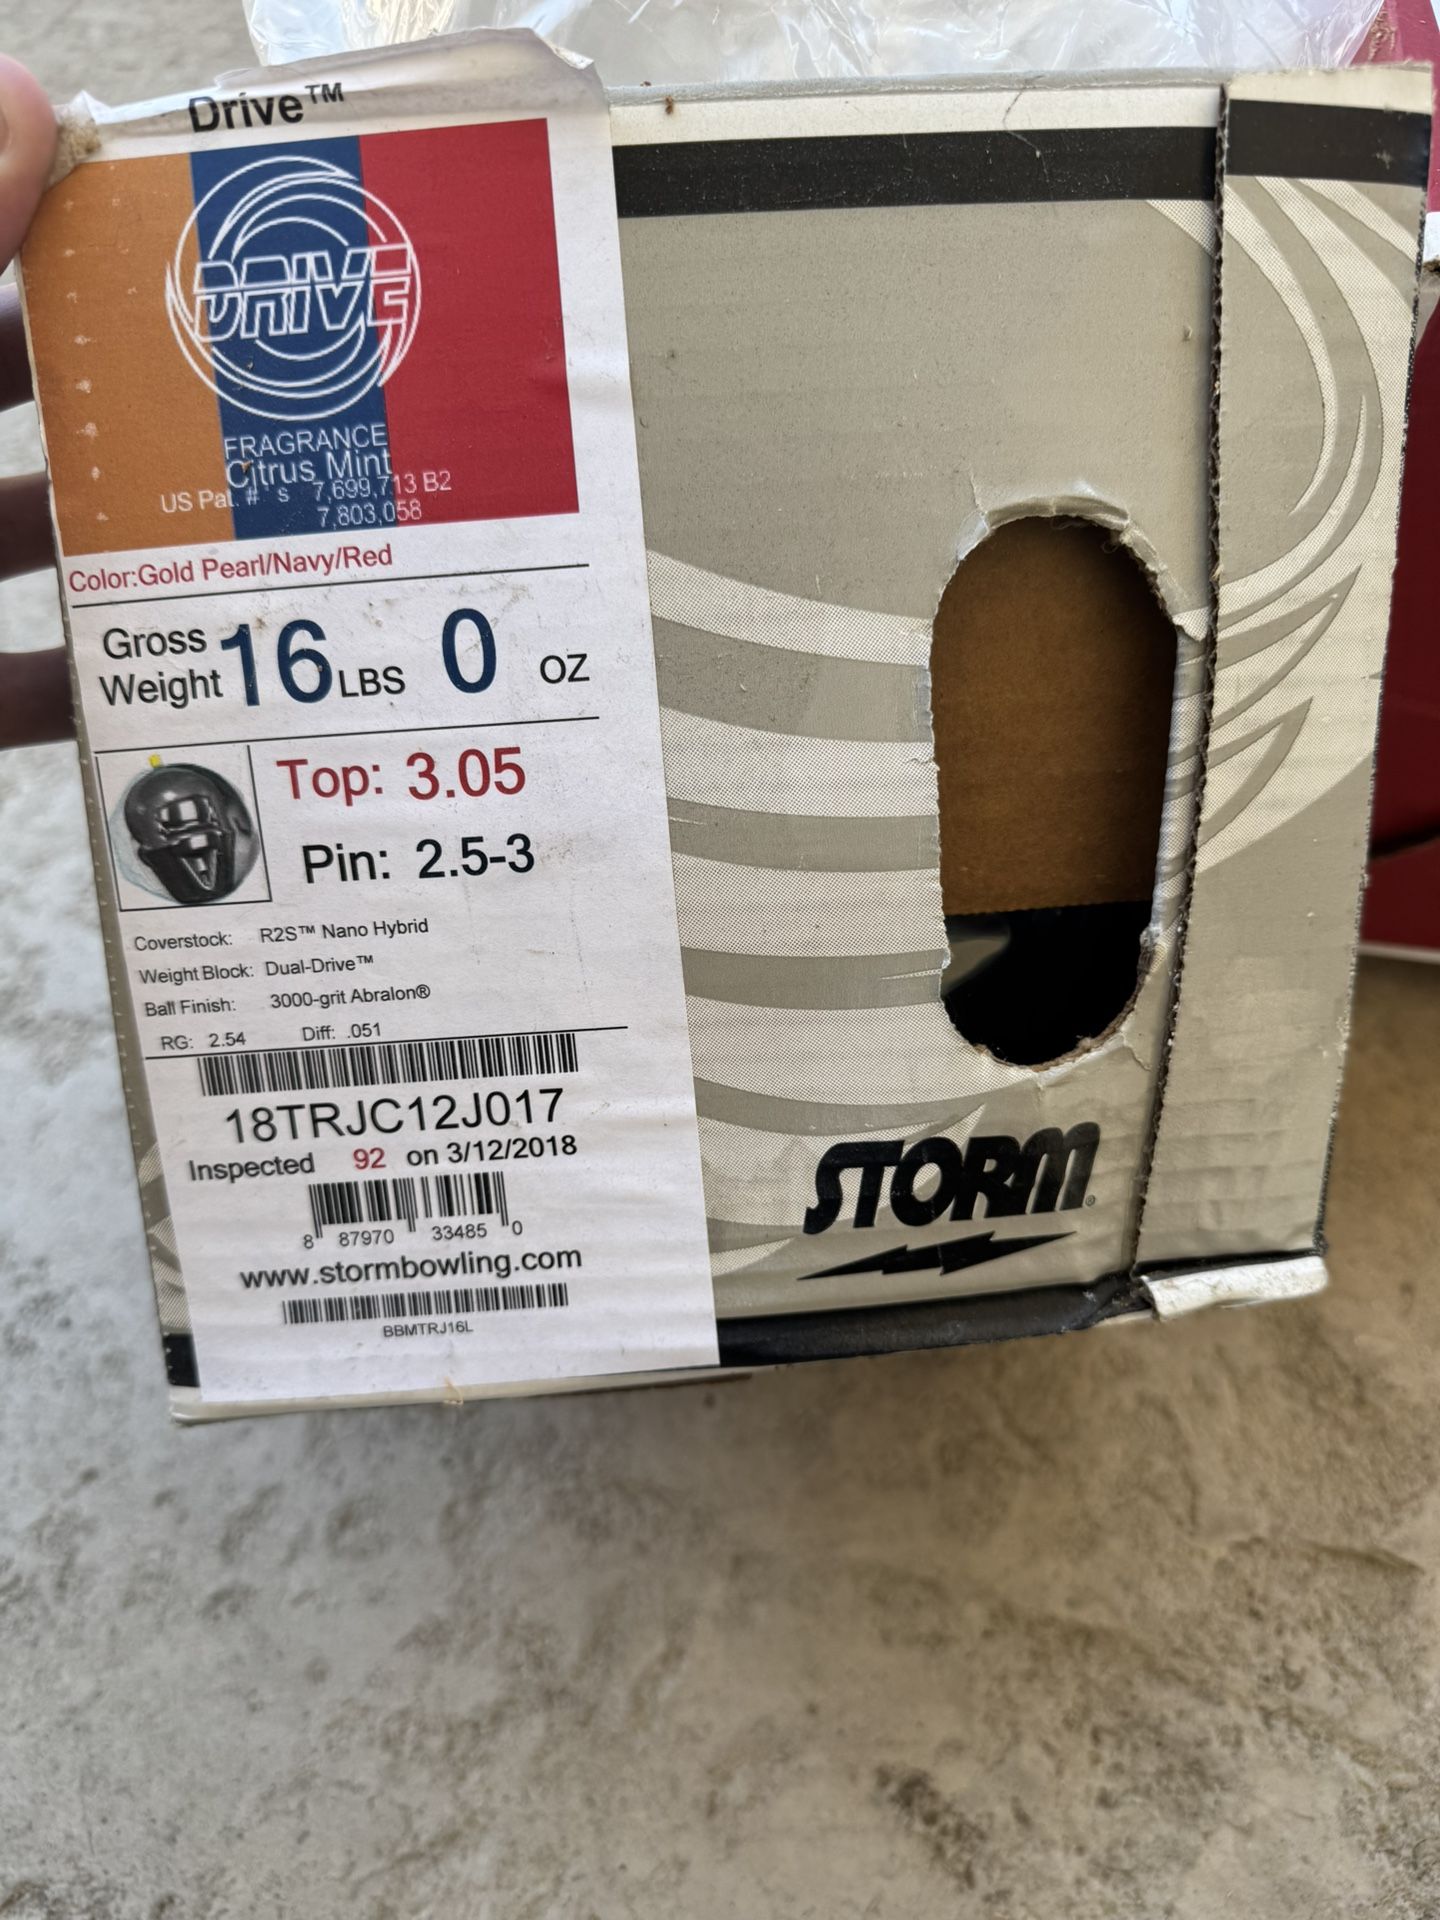 Drive™
DRIVE
FRAGRANCE
Citrus Mint
US Pat. # ' s 7,699,713 B2
7,803,058
Color:Gold Pearl/Navy/Red
Gross Weight 16 LBS 0 OZ
Top: 3.05
Pin: 2.5-3
Coverstock: R2S™ Nano Hybrid
Weight Block: Dual-Drive™
Ball Finish: 3000-grit Abralon®
RG: 2.54 Diff: .051
18TRJC12J017
Inspected 92 on 3/12/2018
8 87970 33485 0
www.stormbowling.com
BBMTRJ16L
STORM®